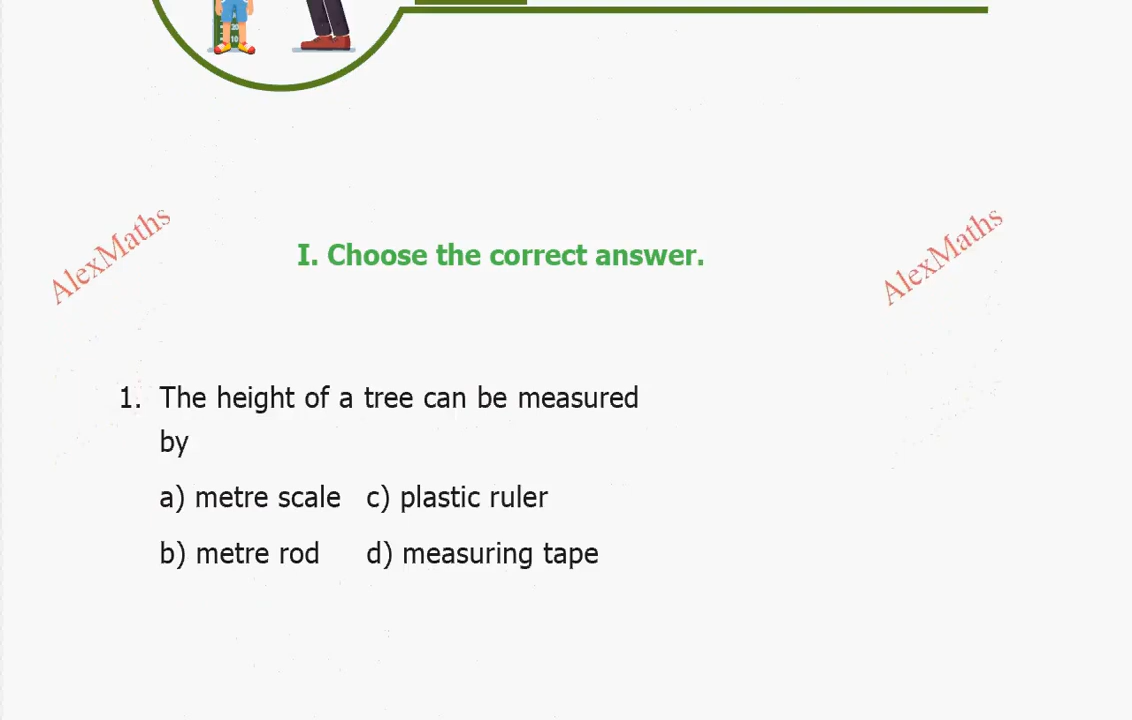 AlexMaths
AlexMaths
I. Choose the correct answer.
1. The height of a tree can be measured
by
a) metre scale c) plastic ruler
b) metre rod d) measuring tape